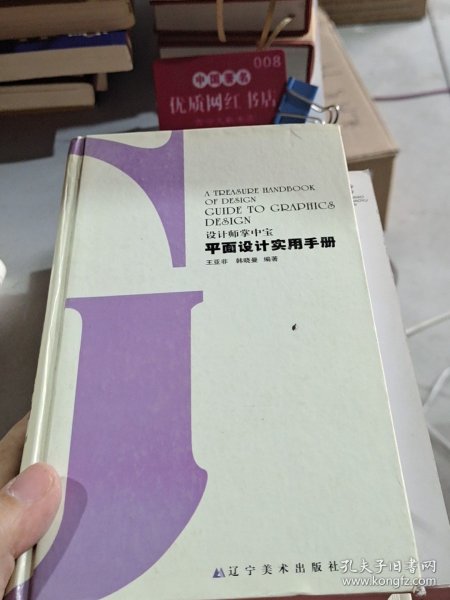 008
中国著名
优质网红书店
A TREASURE HANDBOOK
OF DESIGN
GUIDE TO GRAPHICS
DESIGN
设计师掌中宝
平面设计实用手册
王亚非 韩晓曼 编著
辽宁美术出版社
孔夫子旧书网
www.kongfz.com